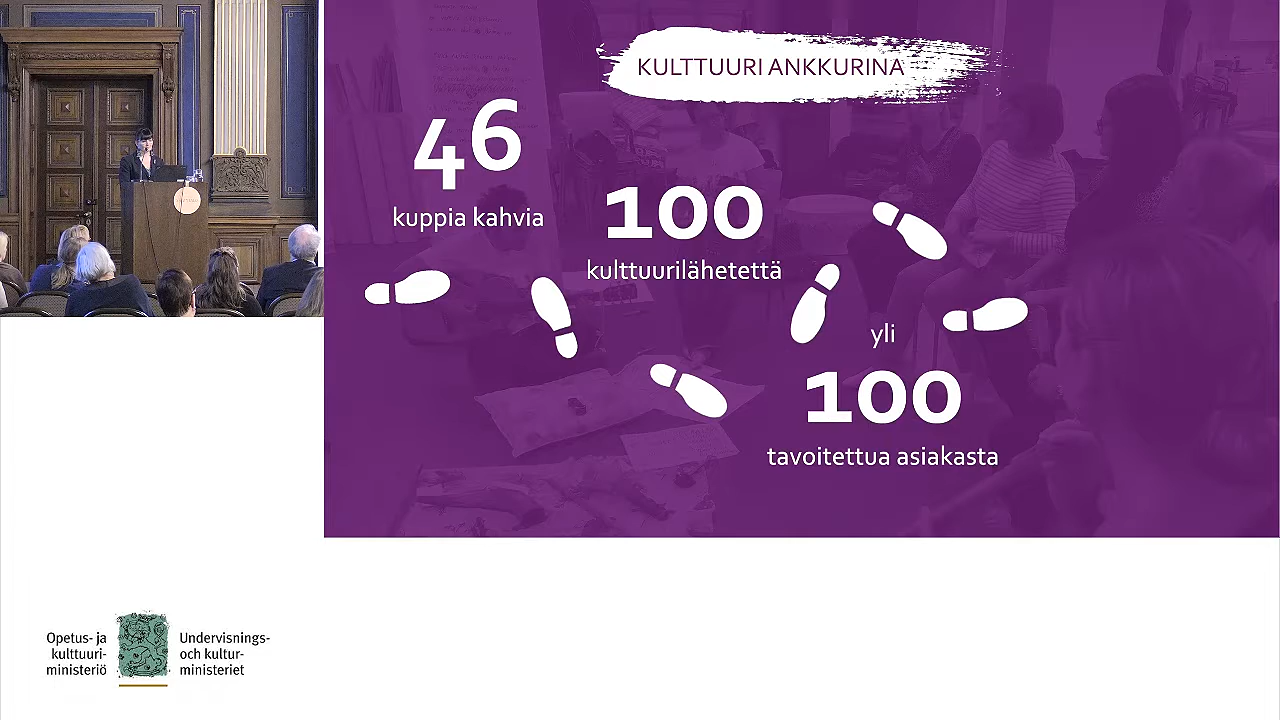 KULTTUURI ANKKURINA
46
kuppia kahvia
100
kulttuurilähetettä
yli
100
tavoitettua asiakasta
Opetus- ja
kulttuuri-
ministeriö
Undervisnings-
och kultur-
ministeriet